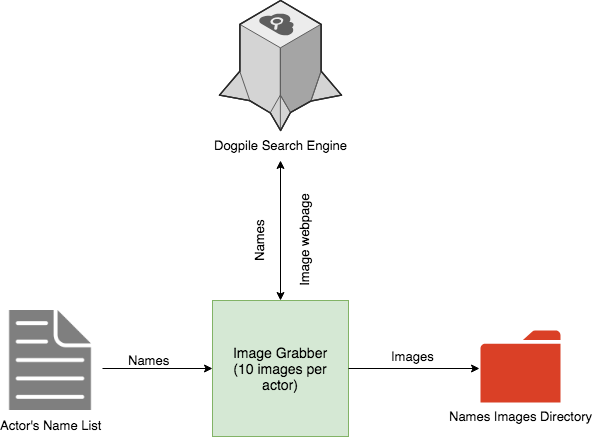 Dogpile Search Engine
Names
Image webpage
Names
Image Grabber
(10 images per
actor)
Images
Actor's Name List
Names Images Directory